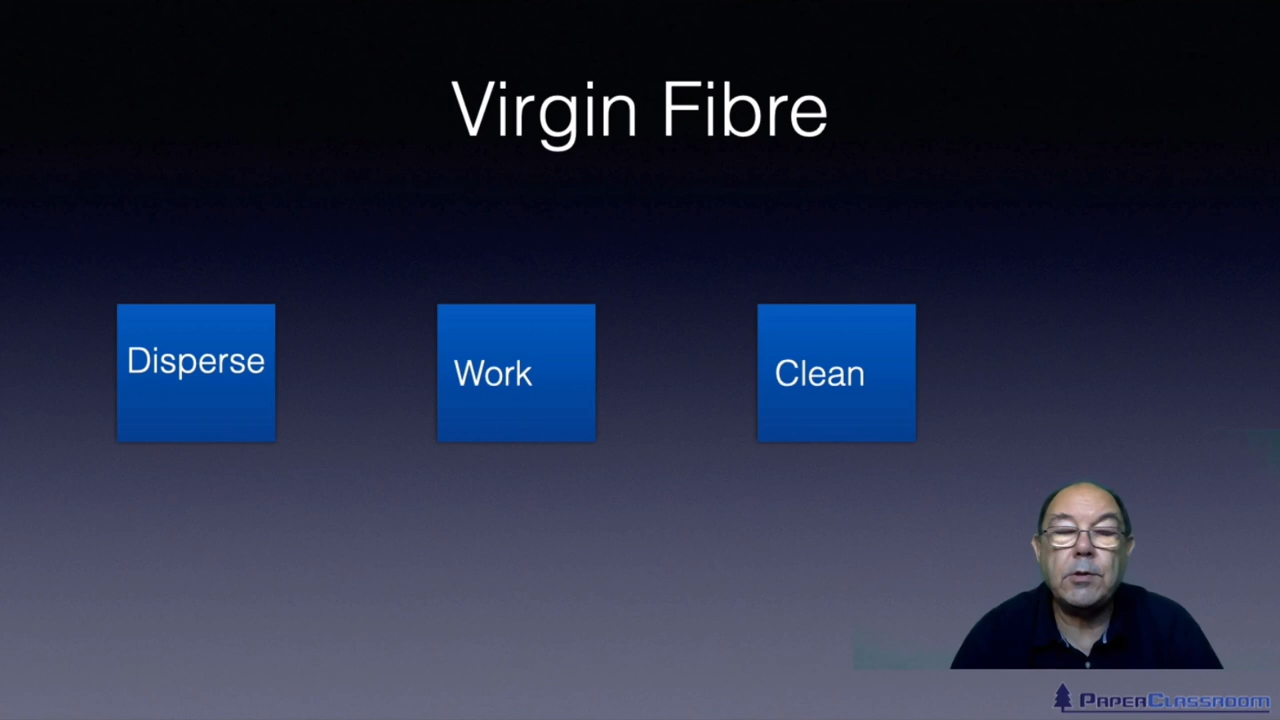 Virgin Fibre
Disperse
Work
Clean
PAPERCLASSROOM